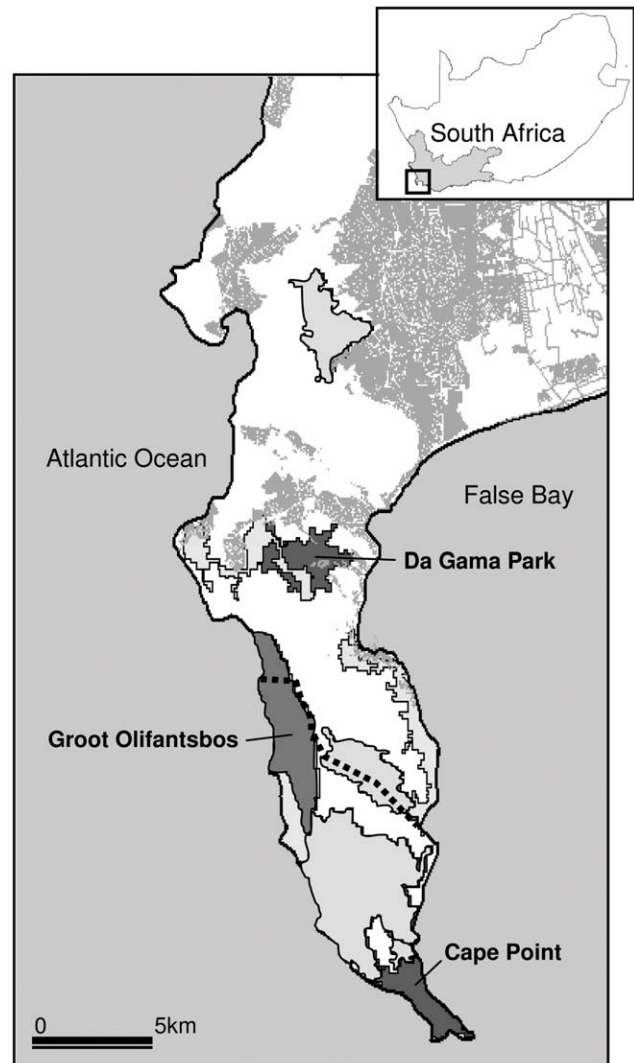 South Africa
Atlantic Ocean
False Bay
Da Gama Park
Groot Olifantsbos
Cape Point
0 5km